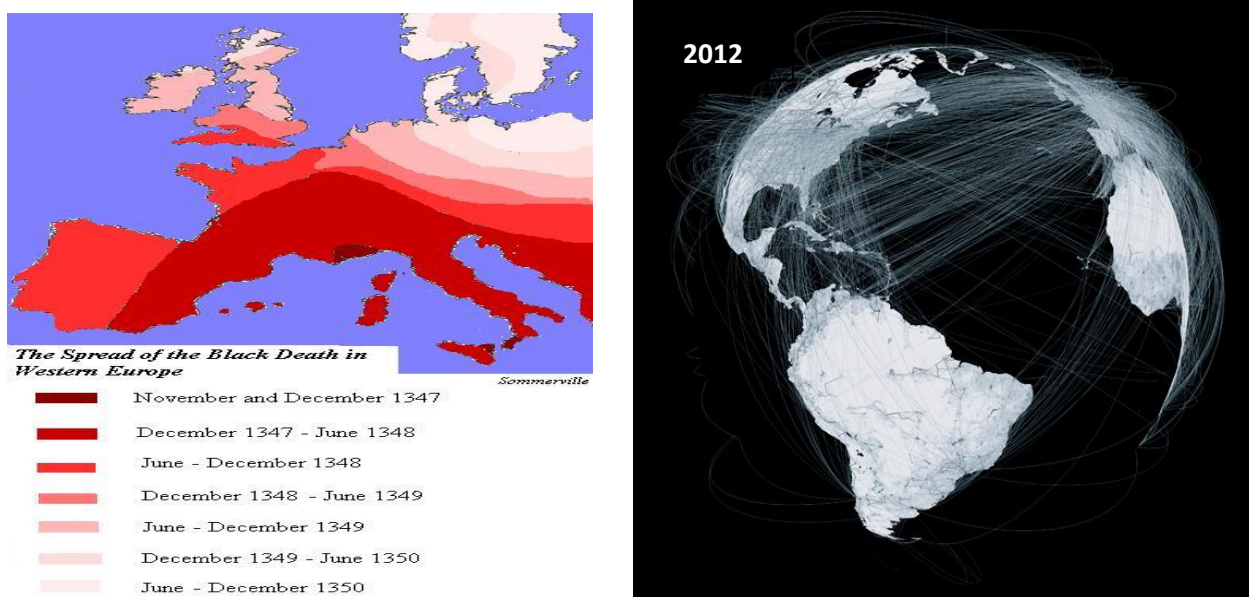 2012
The Spread of the Black Death in
Western Europe
Sommerville
November and December 1347
December 1347 - June 1348
June - December 1348
December 1348 - June 1349
June - December 1349
December 1349 - June 1350
June - December 1350